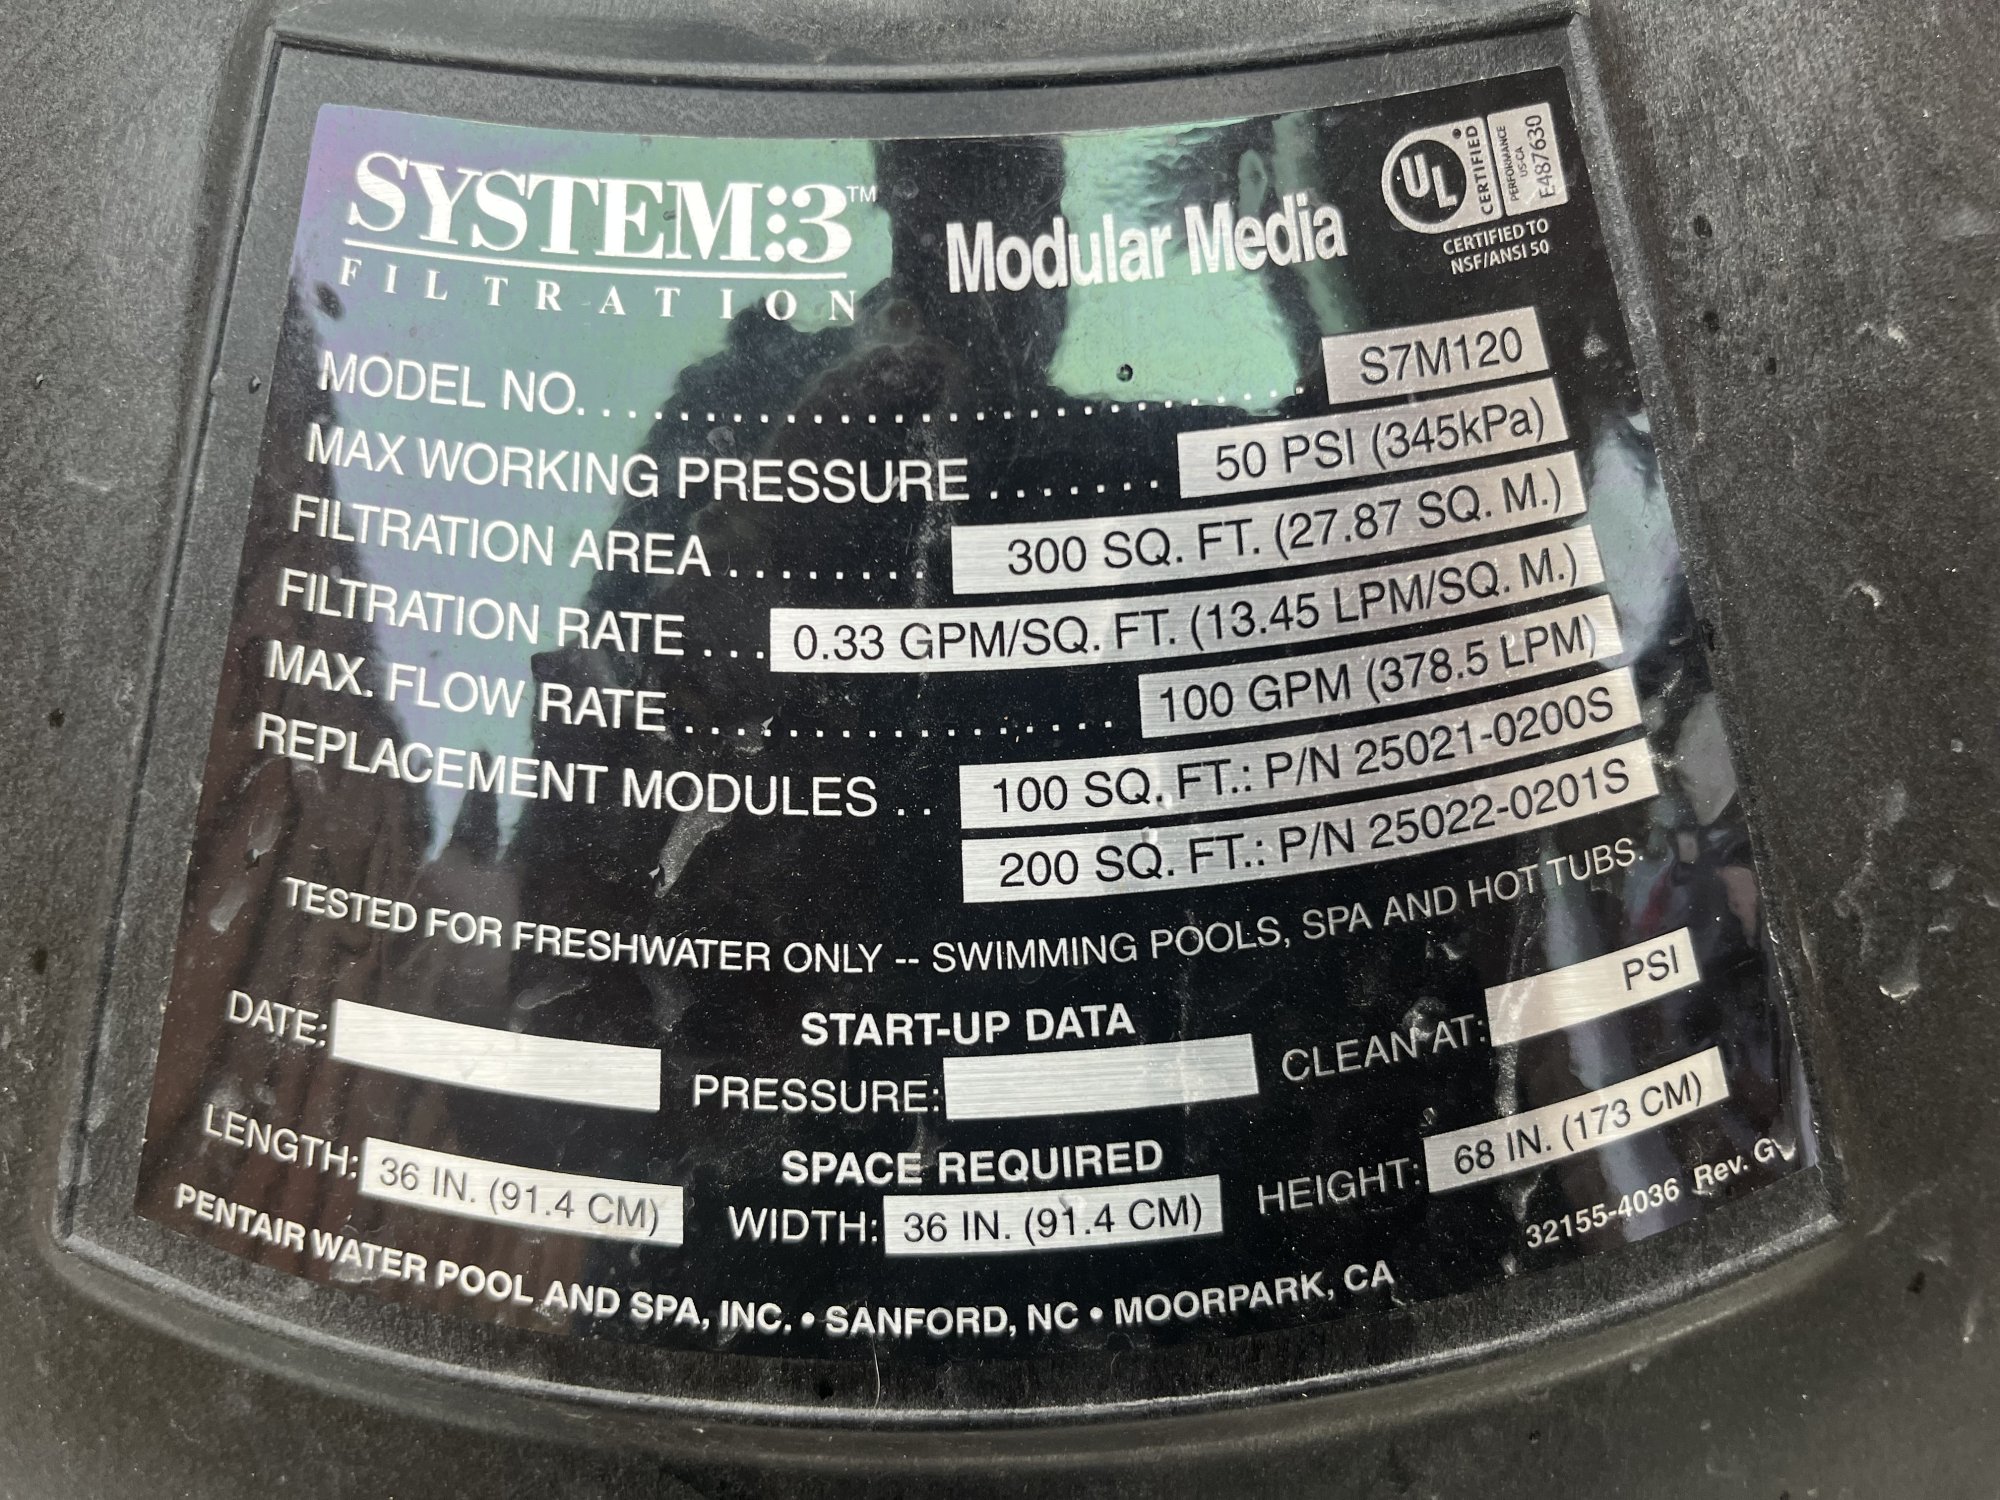 SYSTEM:3™
FILTRATION
Modular Media
UL CERTIFIED
PERFORMANCE
US-CA
E487630
CERTIFIED TO
NSF/ANSI 50
MODEL NO. S7M120
MAX WORKING PRESSURE ....... 50 PSI (345kPa)
FILTRATION AREA ........ 300 SQ. FT. (27.87 SQ. M.)
FILTRATION RATE ... 0.33 GPM/SQ. FT. (13.45 LPM/SQ. M.)
MAX. FLOW RATE ................ 100 GPM (378.5 LPM)
REPLACEMENT MODULES .. 100 SQ. FT.: P/N 25021-0200S
200 SQ. FT.: P/N 25022-0201S
TESTED FOR FRESHWATER ONLY -- SWIMMING POOLS, SPA AND HOT TUBS.
START-UP DATA
DATE: PRESSURE: CLEAN AT: PSI
SPACE REQUIRED
LENGTH: 36 IN. (91.4 CM) WIDTH: 36 IN. (91.4 CM) HEIGHT: 68 IN. (173 CM)
32155-4036 Rev. G
PENTAIR WATER POOL AND SPA, INC. • SANFORD, NC • MOORPARK, CA